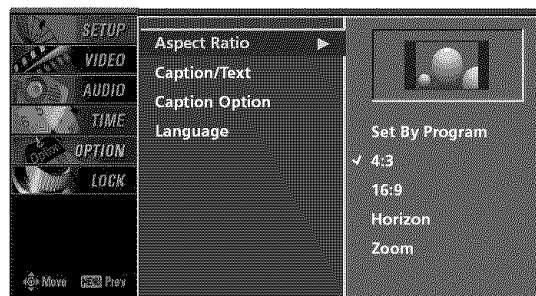 SETUP
VIDEO
AUDIO
TIME
OPTION
LOCK
Move MENU Prev
Aspect Ratio
Caption/Text
Caption Option
Language
Set By Program
4:3
16:9
Horizon
Zoom